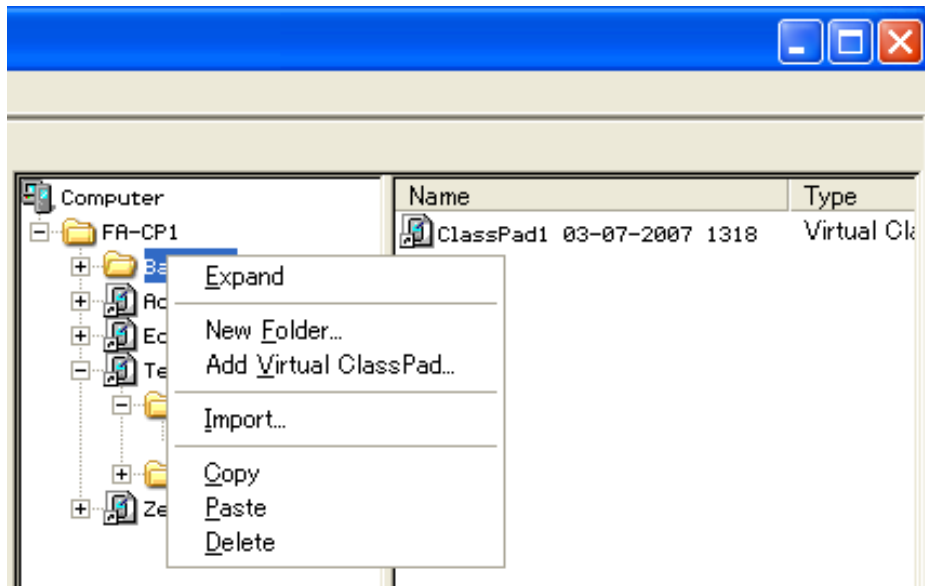 Computer
Name
Type
FA-CP1
ClassPad1 03-07-2007 1318
Virtual
Expand
New Folder...
Add Virtual ClassPad...
Import...
Copy
Paste
Delete